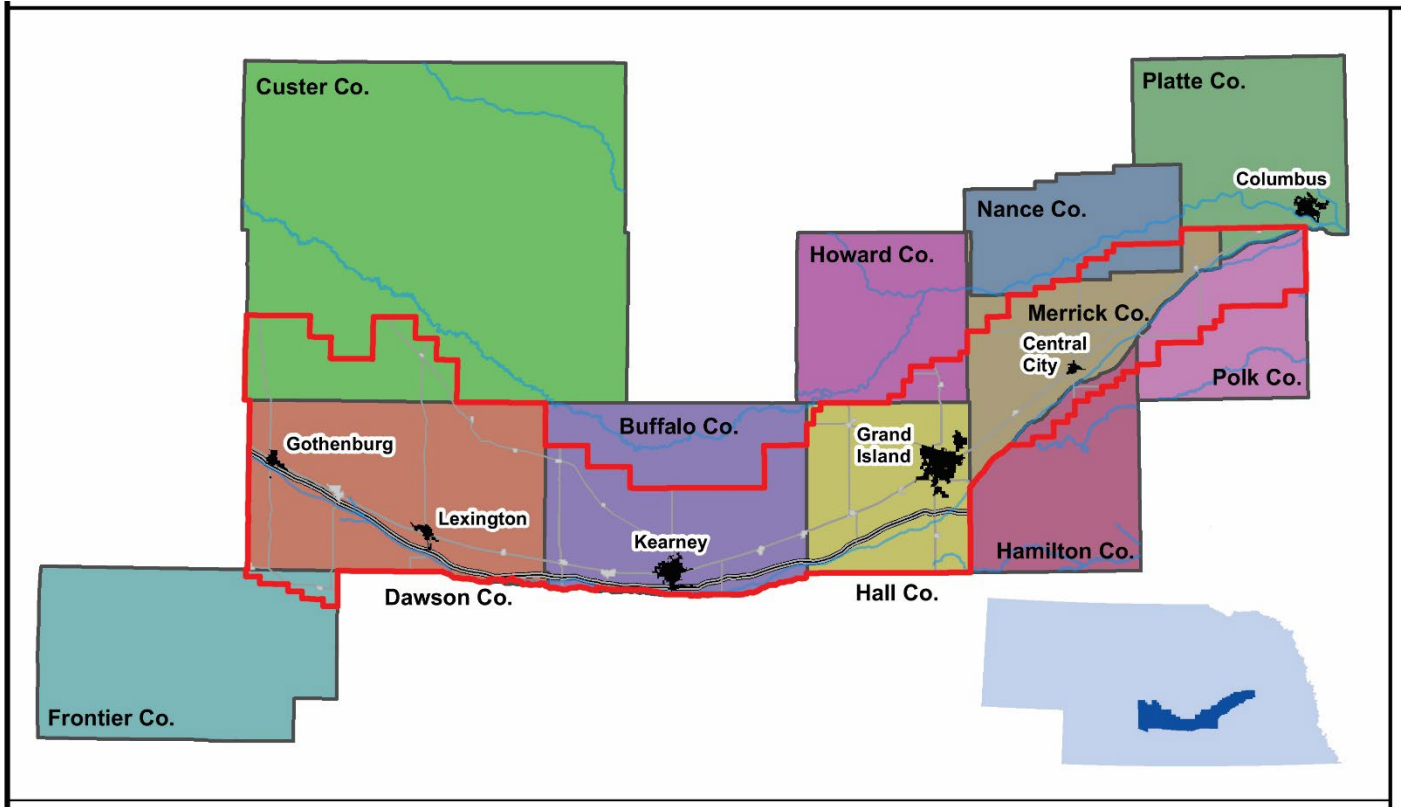 Custer Co.
Platte Co.
Columbus
Nance Co.
Howard Co.
Merrick Co.
Central
City
Polk Co.
Buffalo Co.
Grand
Island
Gothenburg
Lexington
Kearney
Hamilton Co.
Dawson Co.
Hall Co.
Frontier Co.